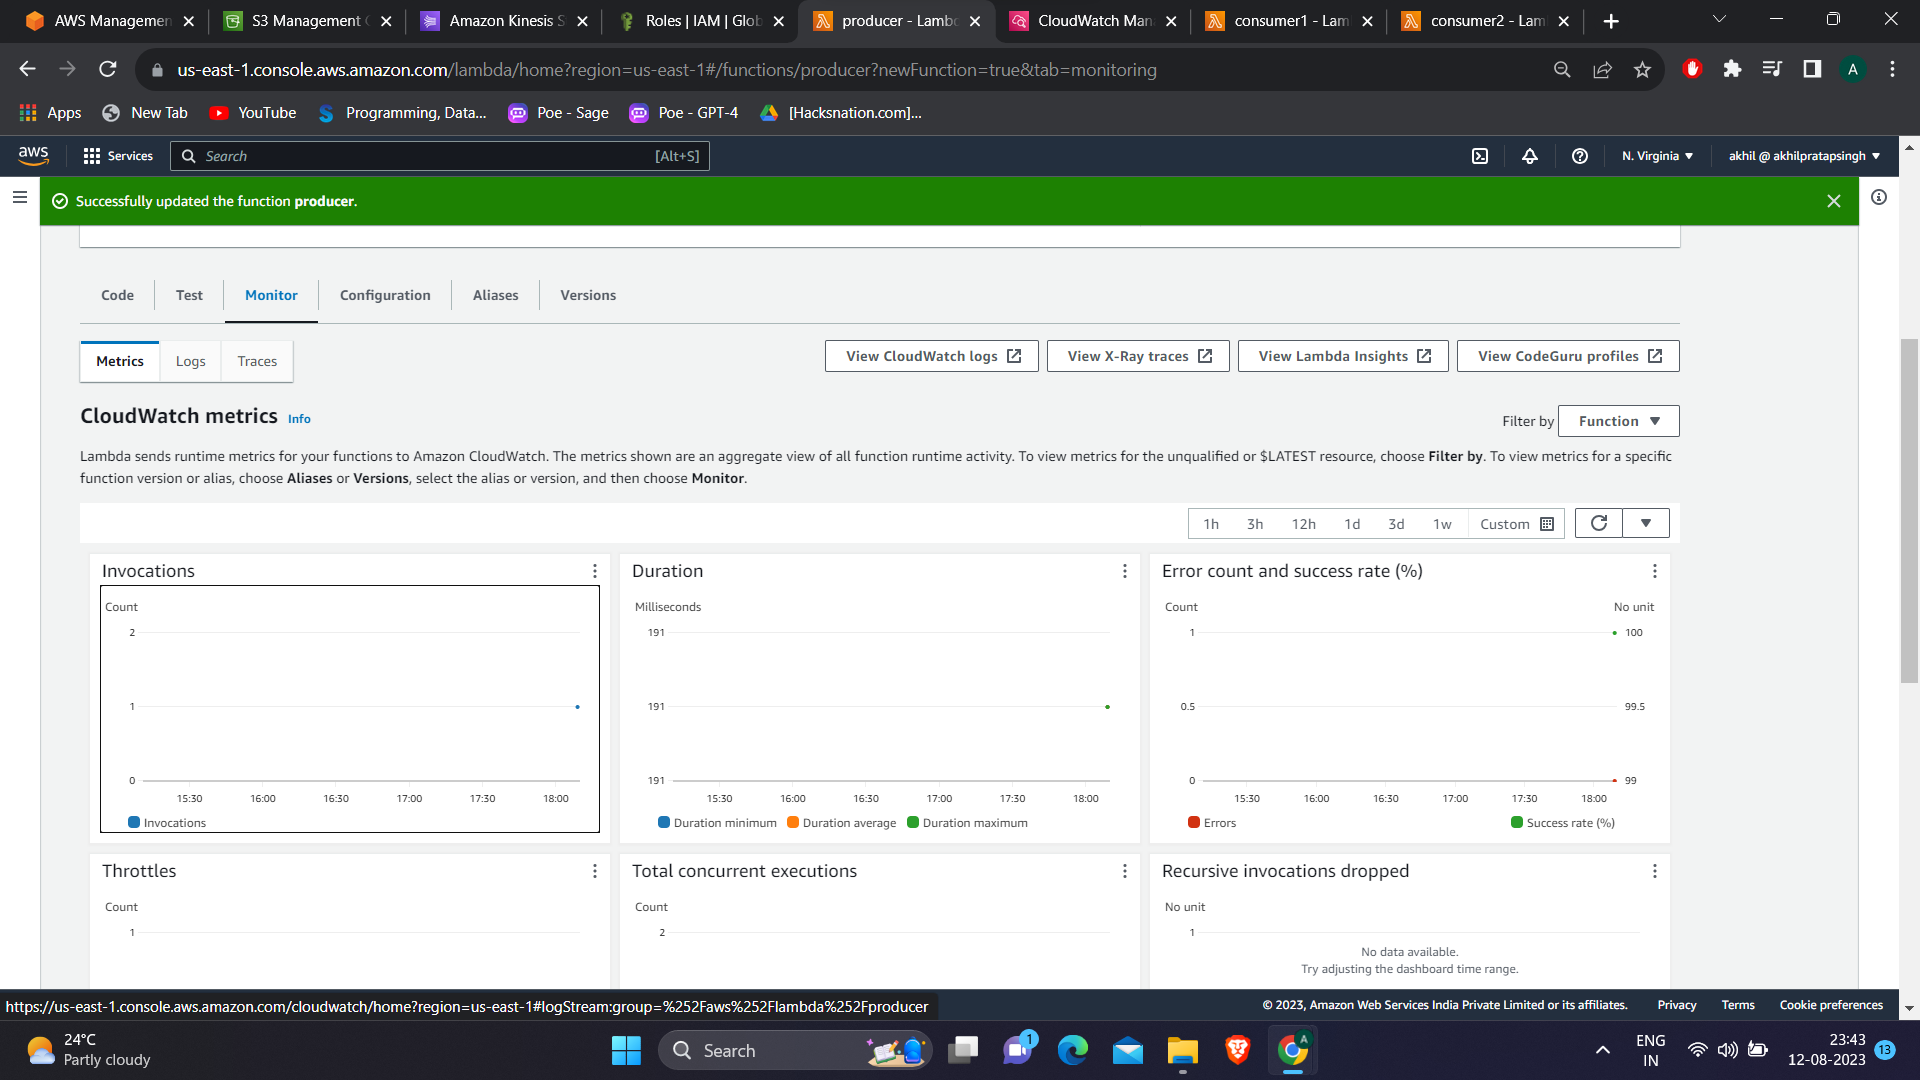 AWS Managemen
S3 Management C
Amazon Kinesis S
Roles | IAM | Glob
producer - Lambd
CloudWatch Man
consumer1 - Lam
consumer2 - Lam
us-east-1.console.aws.amazon.com/lambda/home?region=us-east-1#/functions/producer?newFunction=true&tab=monitoring
A
Apps
New Tab
YouTube
Programming, Data...
Poe - Sage
Poe - GPT-4
[Hacksnation.com]...
aws
Services
Search
[Alt+S]
N. Virginia
akhil @ akhilpratapsingh
Successfully updated the function producer.
Code
Test
Monitor
Configuration
Aliases
Versions
Metrics
Logs
Traces
View CloudWatch logs
View X-Ray traces
View Lambda Insights
View CodeGuru profiles
CloudWatch metrics
Info
Filter by
Function
Lambda sends runtime metrics for your functions to Amazon CloudWatch. The metrics shown are an aggregate view of all function runtime activity. To view metrics for the unqualified or $LATEST resource, choose Filter by. To view metrics for a specific
function version or alias, choose Aliases or Versions, select the alias or version, and then choose Monitor.
1h
3h
12h
1d
3d
1w
Custom
Invocations
Count
2
1
0
15:30
16:00
16:30
17:00
17:30
18:00
Invocations
Duration
Milliseconds
191
191
191
15:30
16:00
16:30
17:00
17:30
18:00
Duration minimum
Duration average
Duration maximum
Error count and success rate (%)
Count
No unit
1
100
0.5
99.5
0
99
15:30
16:00
16:30
17:00
17:30
18:00
Errors
Success rate (%)
Throttles
Count
1
Total concurrent executions
Count
2
Recursive invocations dropped
No unit
1
No data available.
Try adjusting the dashboard time range.
https://us-east-1.console.aws.amazon.com/cloudwatch/home?region=us-east-1#logStream:group=%252Faws%252Flambda%252Fproducer
© 2023, Amazon Web Services India Private Limited or its affiliates.
Privacy
Terms
Cookie preferences
24°C
Partly cloudy
Search
1
A
ENG
IN
23:43
12-08-2023
13